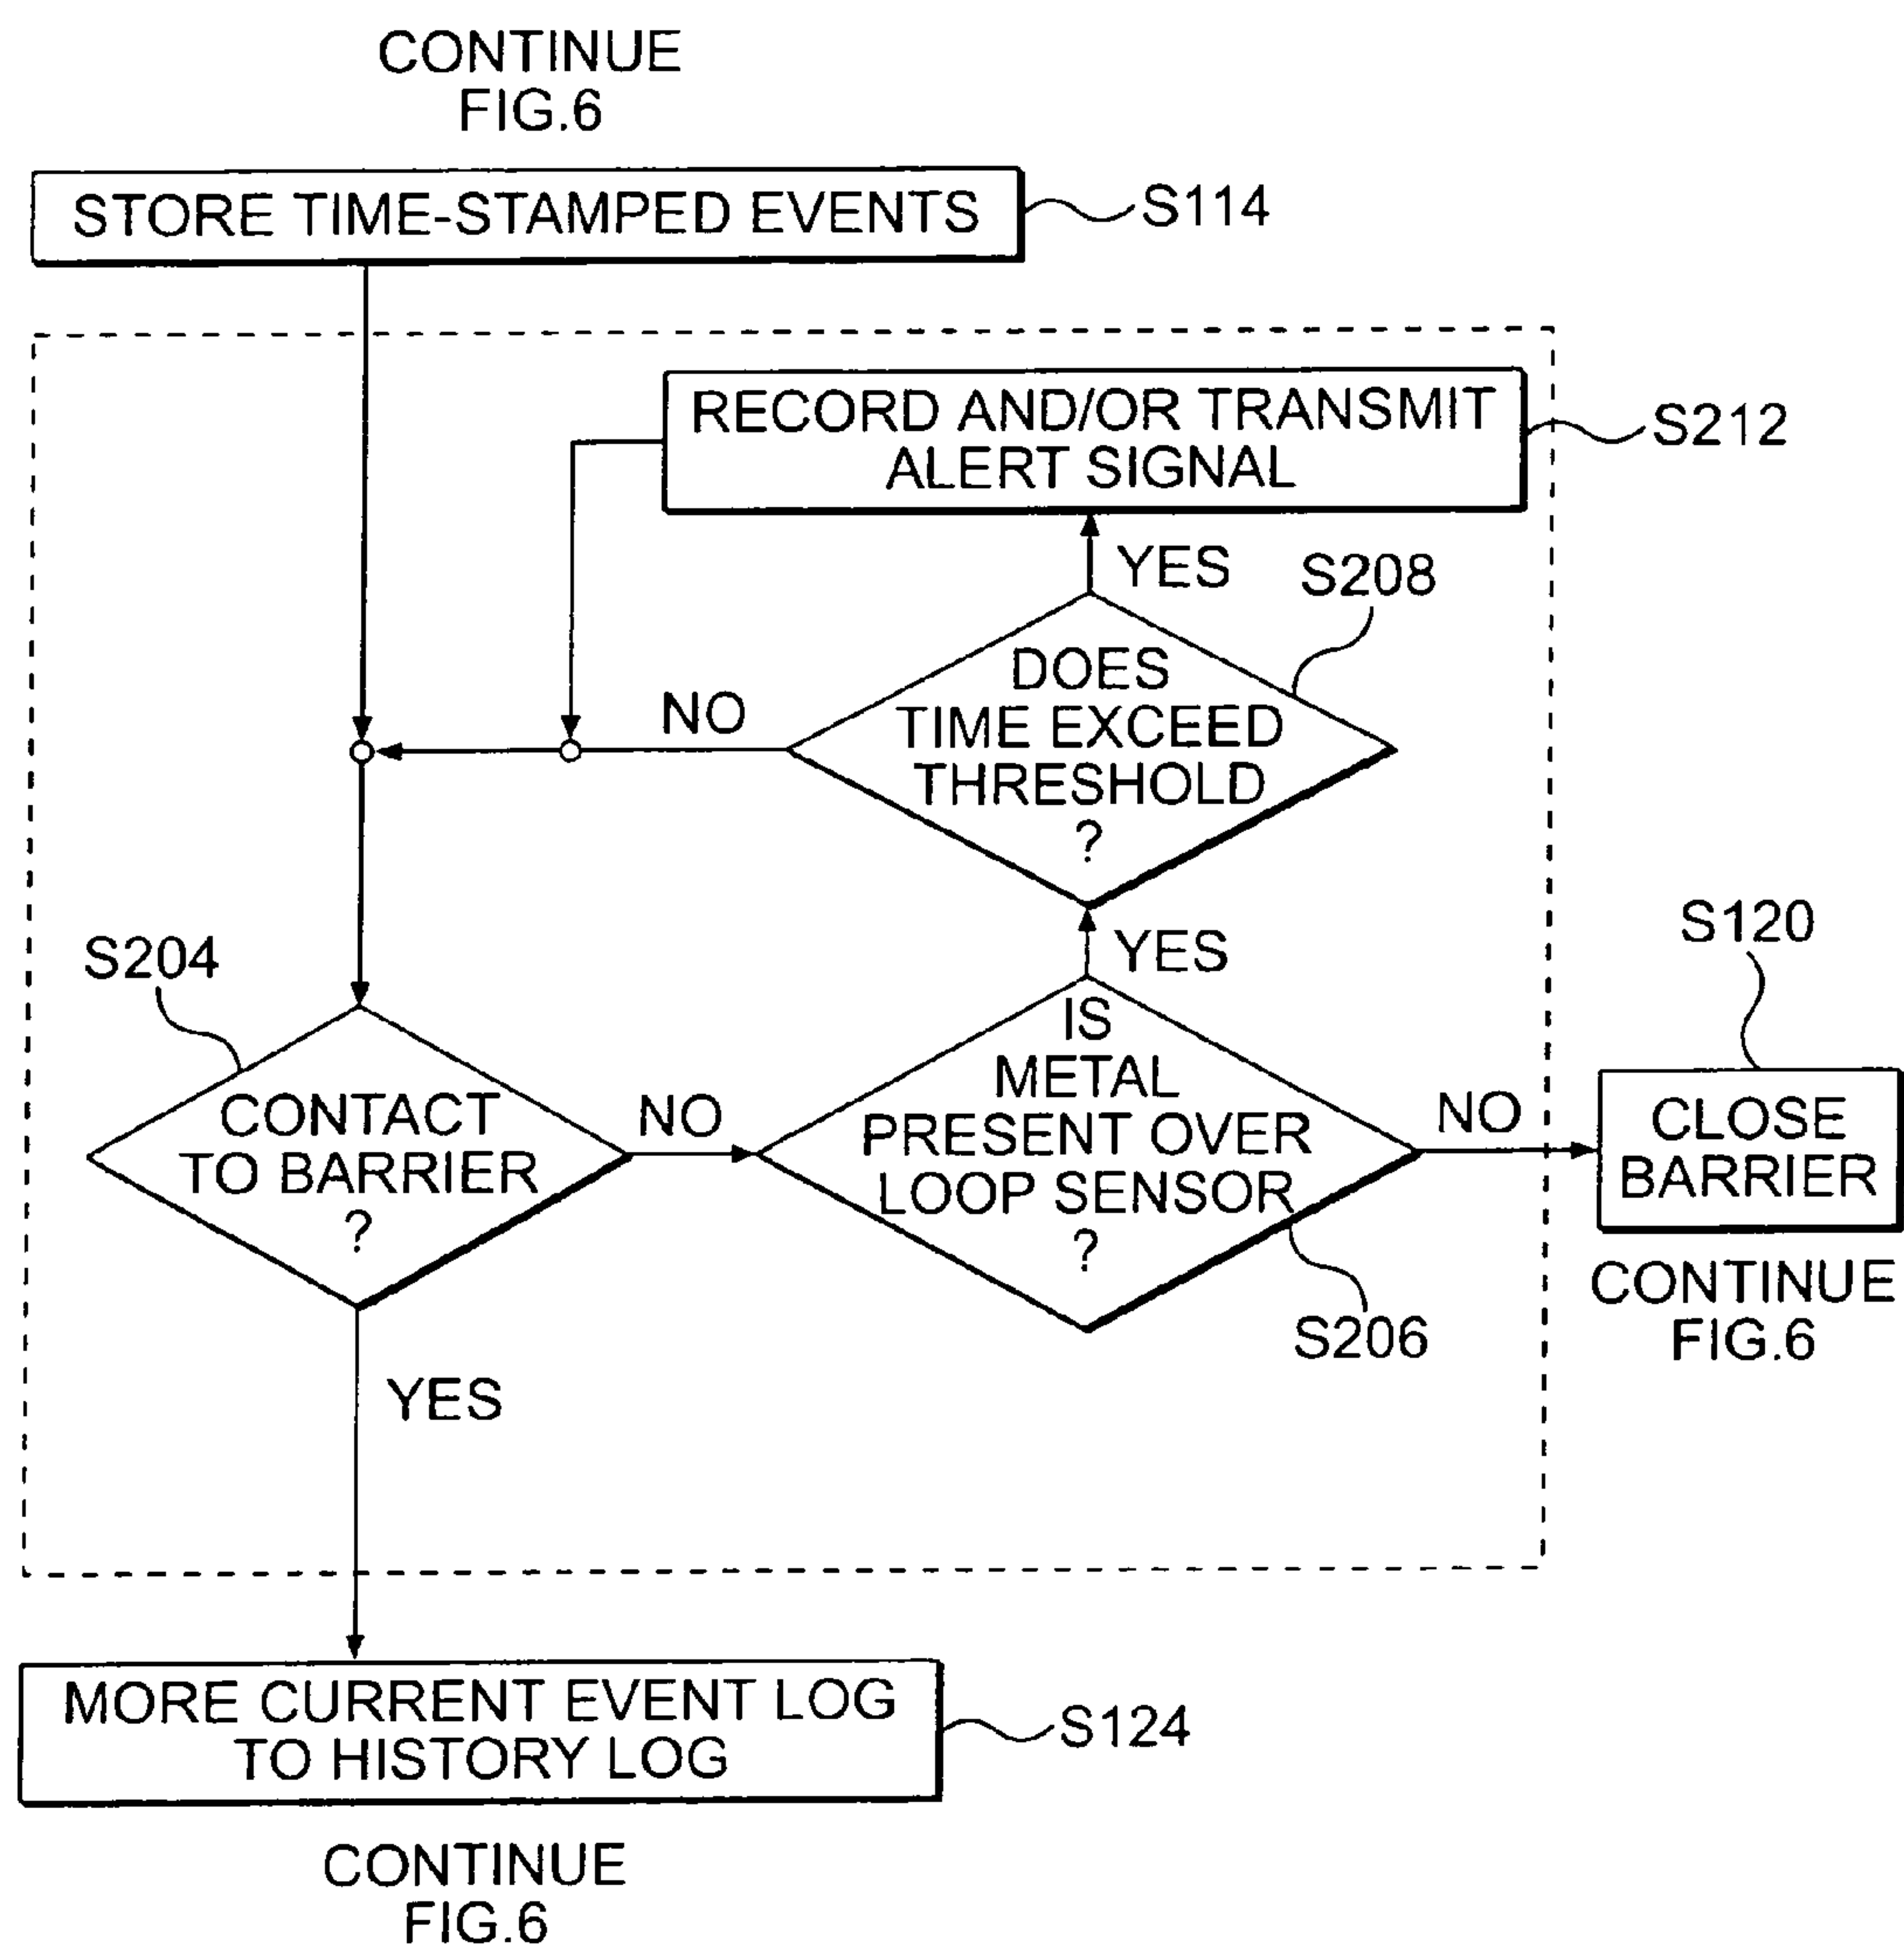 CONTINUE
FIG.6
STORE TIME-STAMPED EVENTS
S114
RECORD AND/OR TRANSMIT
ALERT SIGNAL
S212
YES
S208
DOES
TIME EXCEED
THRESHOLD
?
NO
YES
S204
CONTACT
TO BARRIER
?
NO
IS
METAL
PRESENT OVER
LOOP SENSOR
?
S206
NO
S120
CLOSE
BARRIER
CONTINUE
FIG.6
YES
MORE CURRENT EVENT LOG
TO HISTORY LOG
S124
CONTINUE
FIG.6